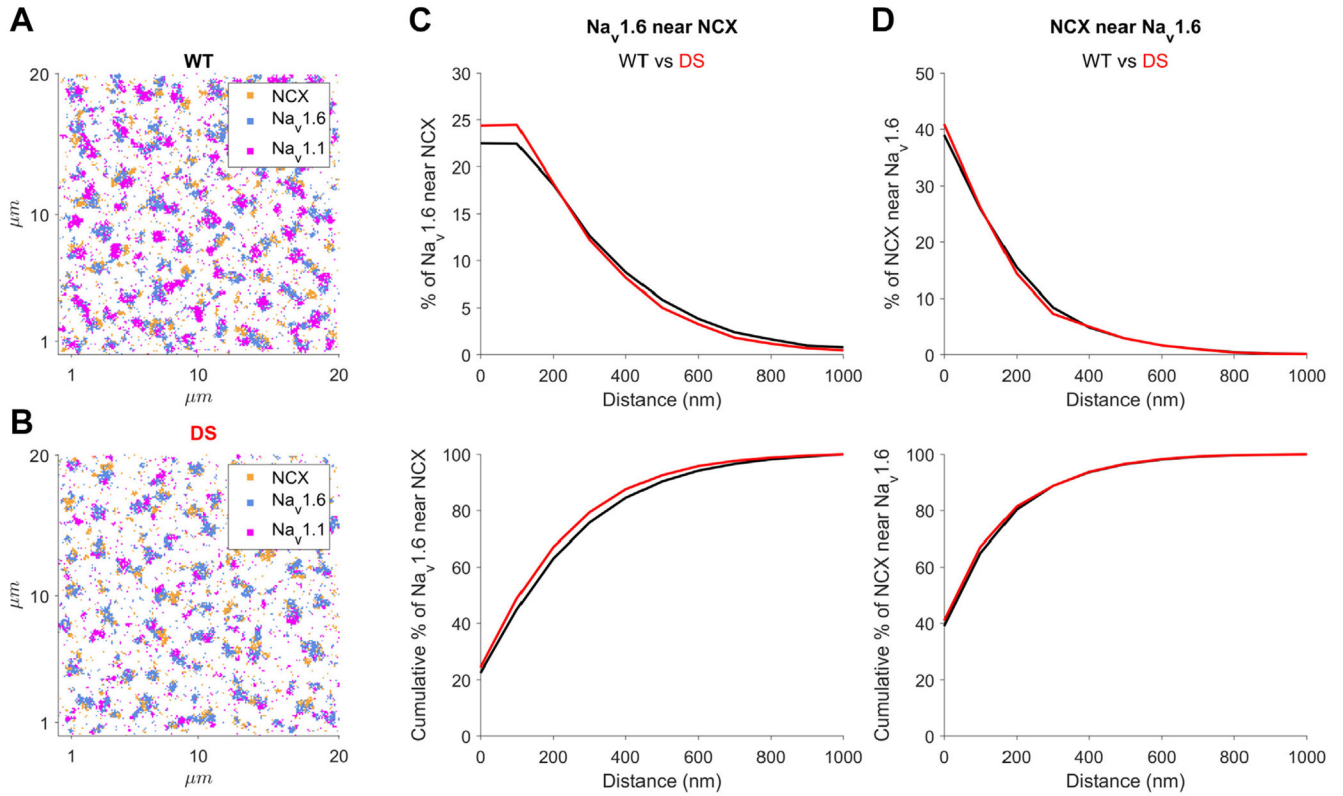 A
WT
20
10
1
μm
NCX
Nav1.6
Nav1.1
1
10
20
μm
B
DS
20
10
1
μm
NCX
Nav1.6
Nav1.1
1
10
20
μm
C
Nav1.6 near NCX
WT vs DS
% of Nav1.6 near NCX
30
25
20
15
10
5
0
0 200 400 600 800 1000
Distance (nm)
Cumulative % of Nav1.6 near NCX
100
80
60
40
20
0
0 200 400 600 800 1000
Distance (nm)
D
NCX near Nav1.6
WT vs DS
% of NCX near Nav1.6
50
40
30
20
10
0
0 200 400 600 800 1000
Distance (nm)
Cumulative % of NCX near Nav1.6
100
80
60
40
20
0
0 200 400 600 800 1000
Distance (nm)